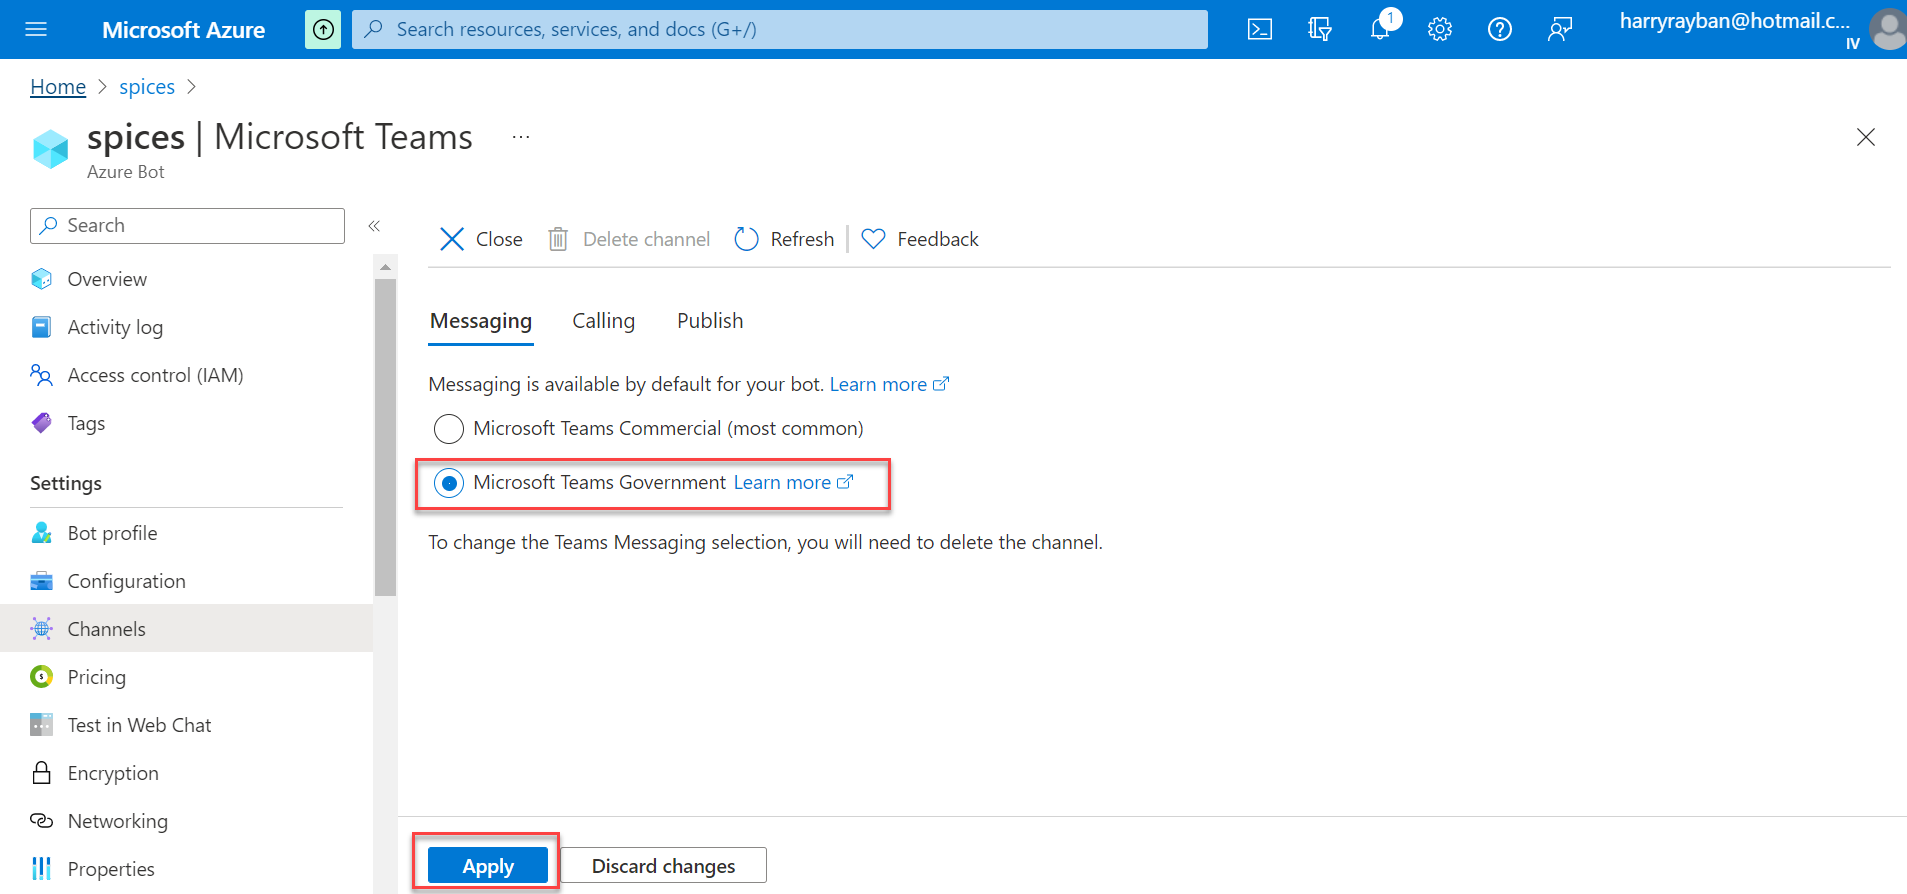 Microsoft Azure
Search resources, services, and docs (G+/)
1
harryrayban@hotmail.c...
IV
Home > spices >
spices | Microsoft Teams ...
Azure Bot
Search
«
Close
Delete channel
Refresh
Feedback
Overview
Activity log
Access control (IAM)
Tags
Settings
Bot profile
Configuration
Channels
Pricing
Test in Web Chat
Encryption
Networking
Properties
Messaging
Calling
Publish
Messaging is available by default for your bot. Learn more
Microsoft Teams Commercial (most common)
Microsoft Teams Government Learn more
To change the Teams Messaging selection, you will need to delete the channel.
Apply
Discard changes